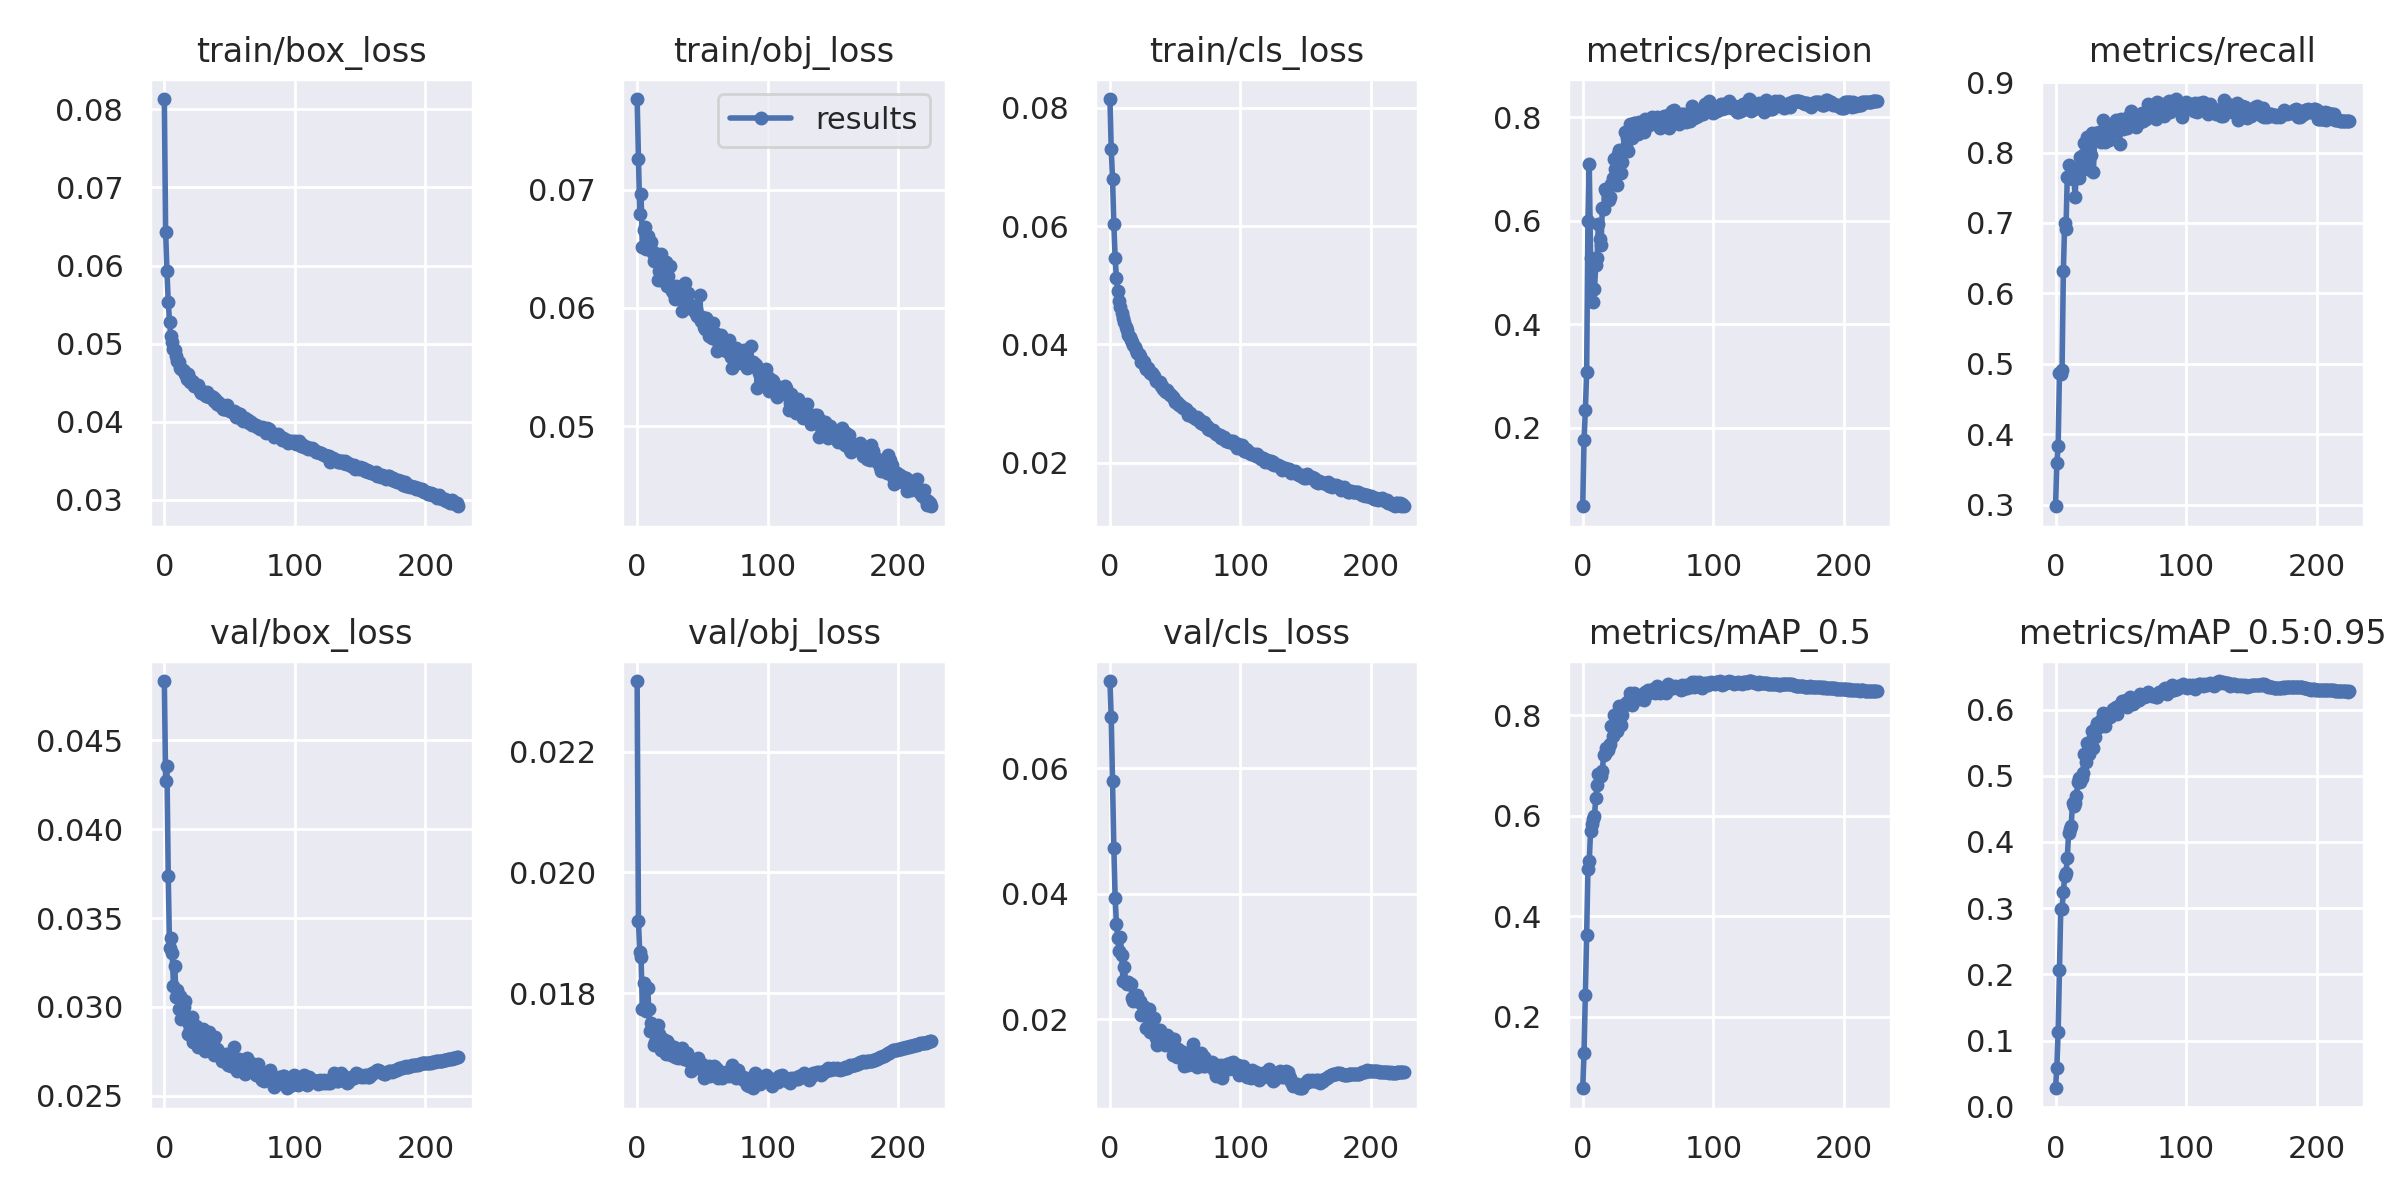 train/box_loss
0.08
0.07
0.06
0.05
0.04
0.03
0 100 200
train/obj_loss
results
0.07
0.06
0.05
0 100 200
train/cls_loss
0.08
0.06
0.04
0.02
0 100 200
metrics/precision
0.8
0.6
0.4
0.2
0 100 200
metrics/recall
0.9
0.8
0.7
0.6
0.5
0.4
0.3
0 100 200
val/box_loss
0.045
0.040
0.035
0.030
0.025
0 100 200
val/obj_loss
0.022
0.020
0.018
0 100 200
val/cls_loss
0.06
0.04
0.02
0 100 200
metrics/mAP_0.5
0.8
0.6
0.4
0.2
0 100 200
metrics/mAP_0.5:0.95
0.6
0.5
0.4
0.3
0.2
0.1
0.0
0 100 200